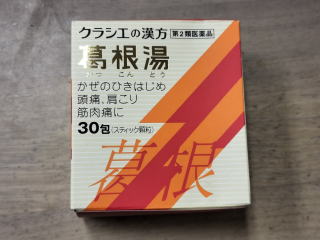 クラシエの漢方
第2類医薬品
葛根湯
かっ こん とう
かぜのひきはじめ
頭痛、肩こり
筋肉痛に
30包(スティック顆粒)
葛根